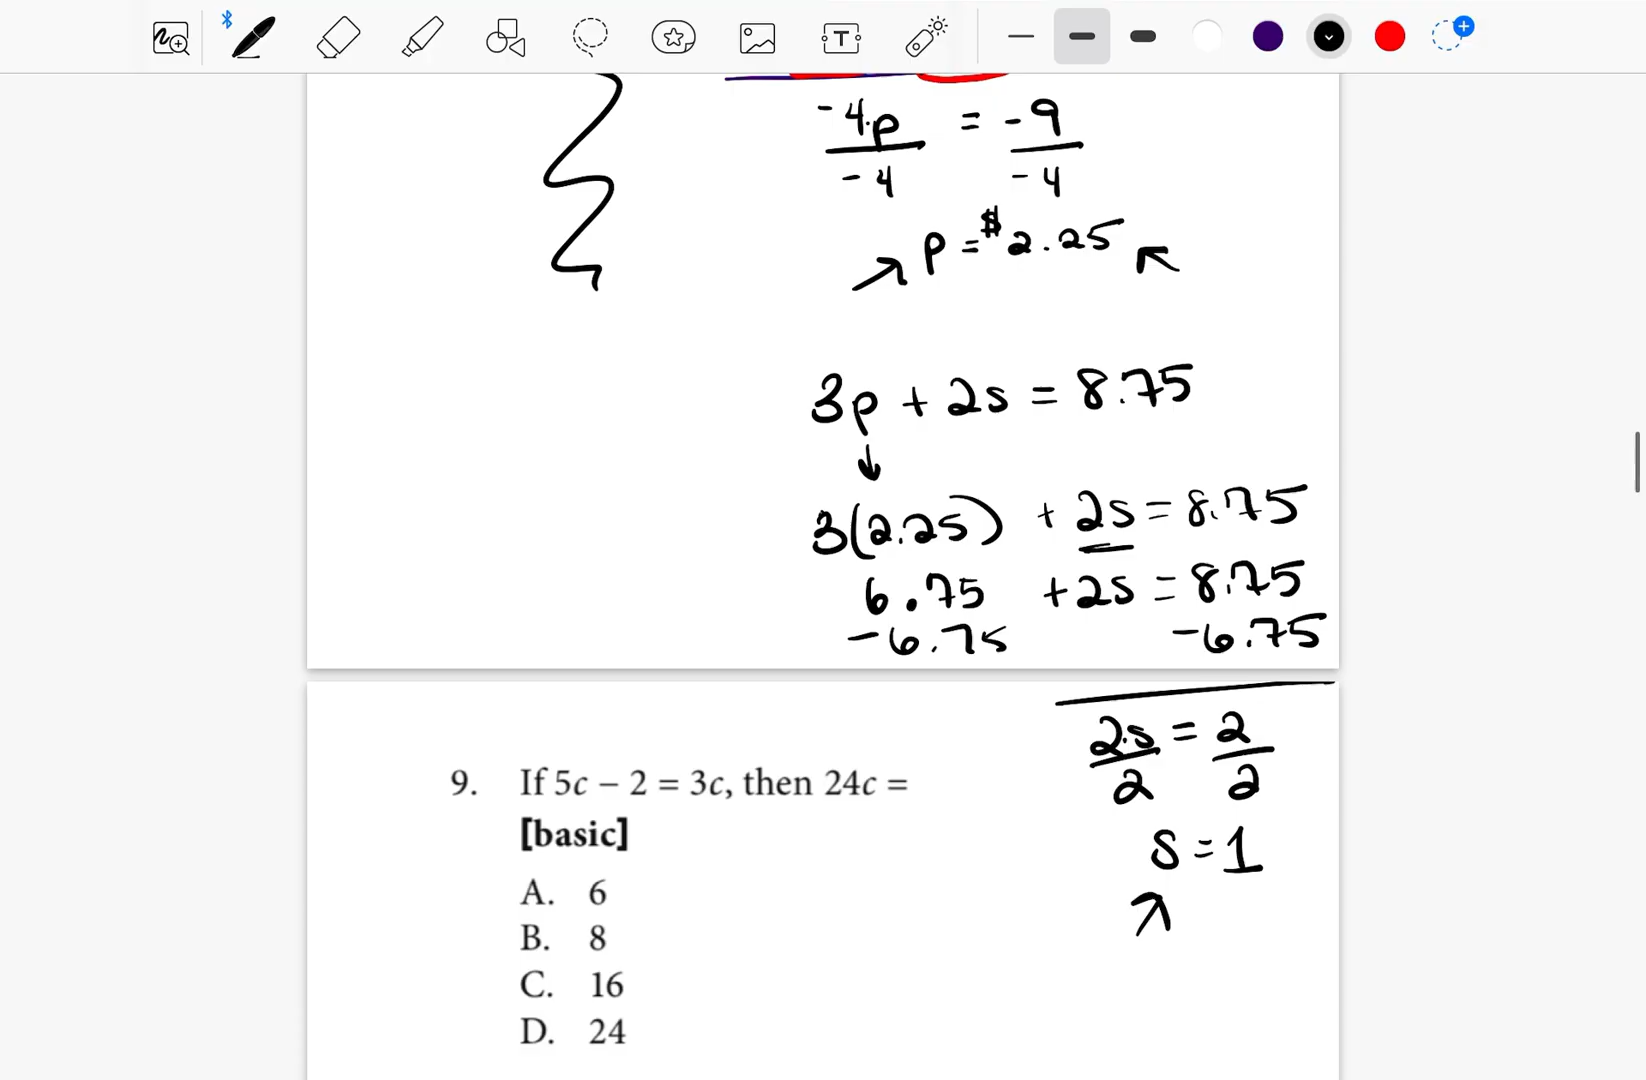 T
-4·p = -9
-4 -4
p = $2.25
3p + 2s = 8.75
3(2.25) + 2s = 8.75
6.75 + 2s = 8.75
-6.75 -6.75
2·s = 2
2 2
s = 1
9. If 5c − 2 = 3c, then 24c =
[basic]
A. 6
B. 8
C. 16
D. 24